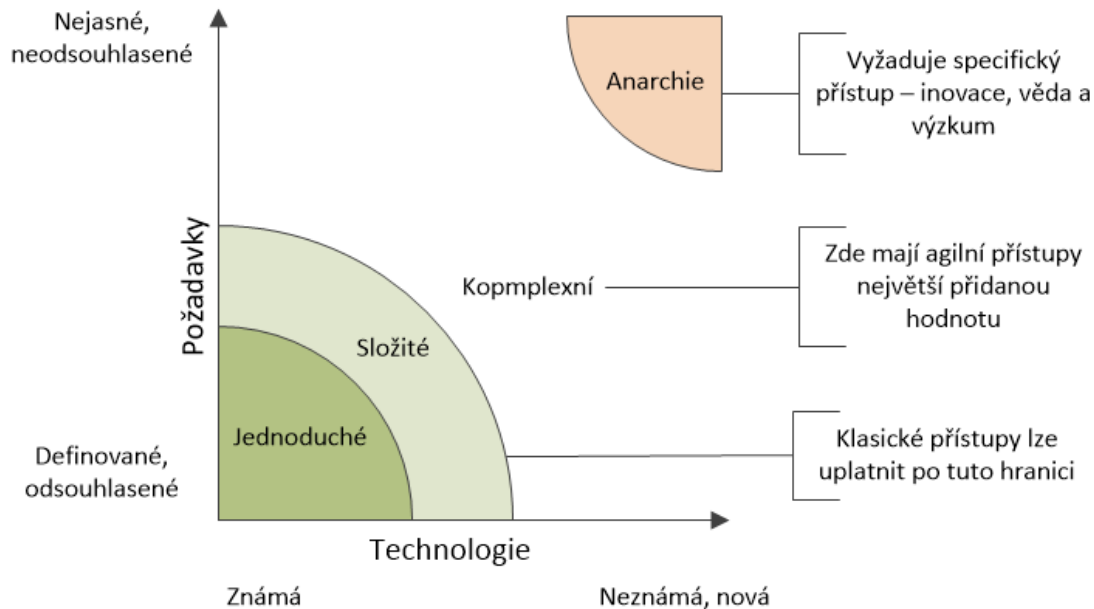 Nejasné,
neodsouhlasené
Anarchie
Vyžaduje specifický
přístup – inovace, věda a
výzkum
Požadavky
Kopmplexní
Zde mají agilní přístupy
největší přidanou
hodnotu
Složité
Jednoduché
Definované,
odsouhlasené
Klasické přístupy lze
uplatnit po tuto hranici
Technologie
Známá
Neznámá, nová